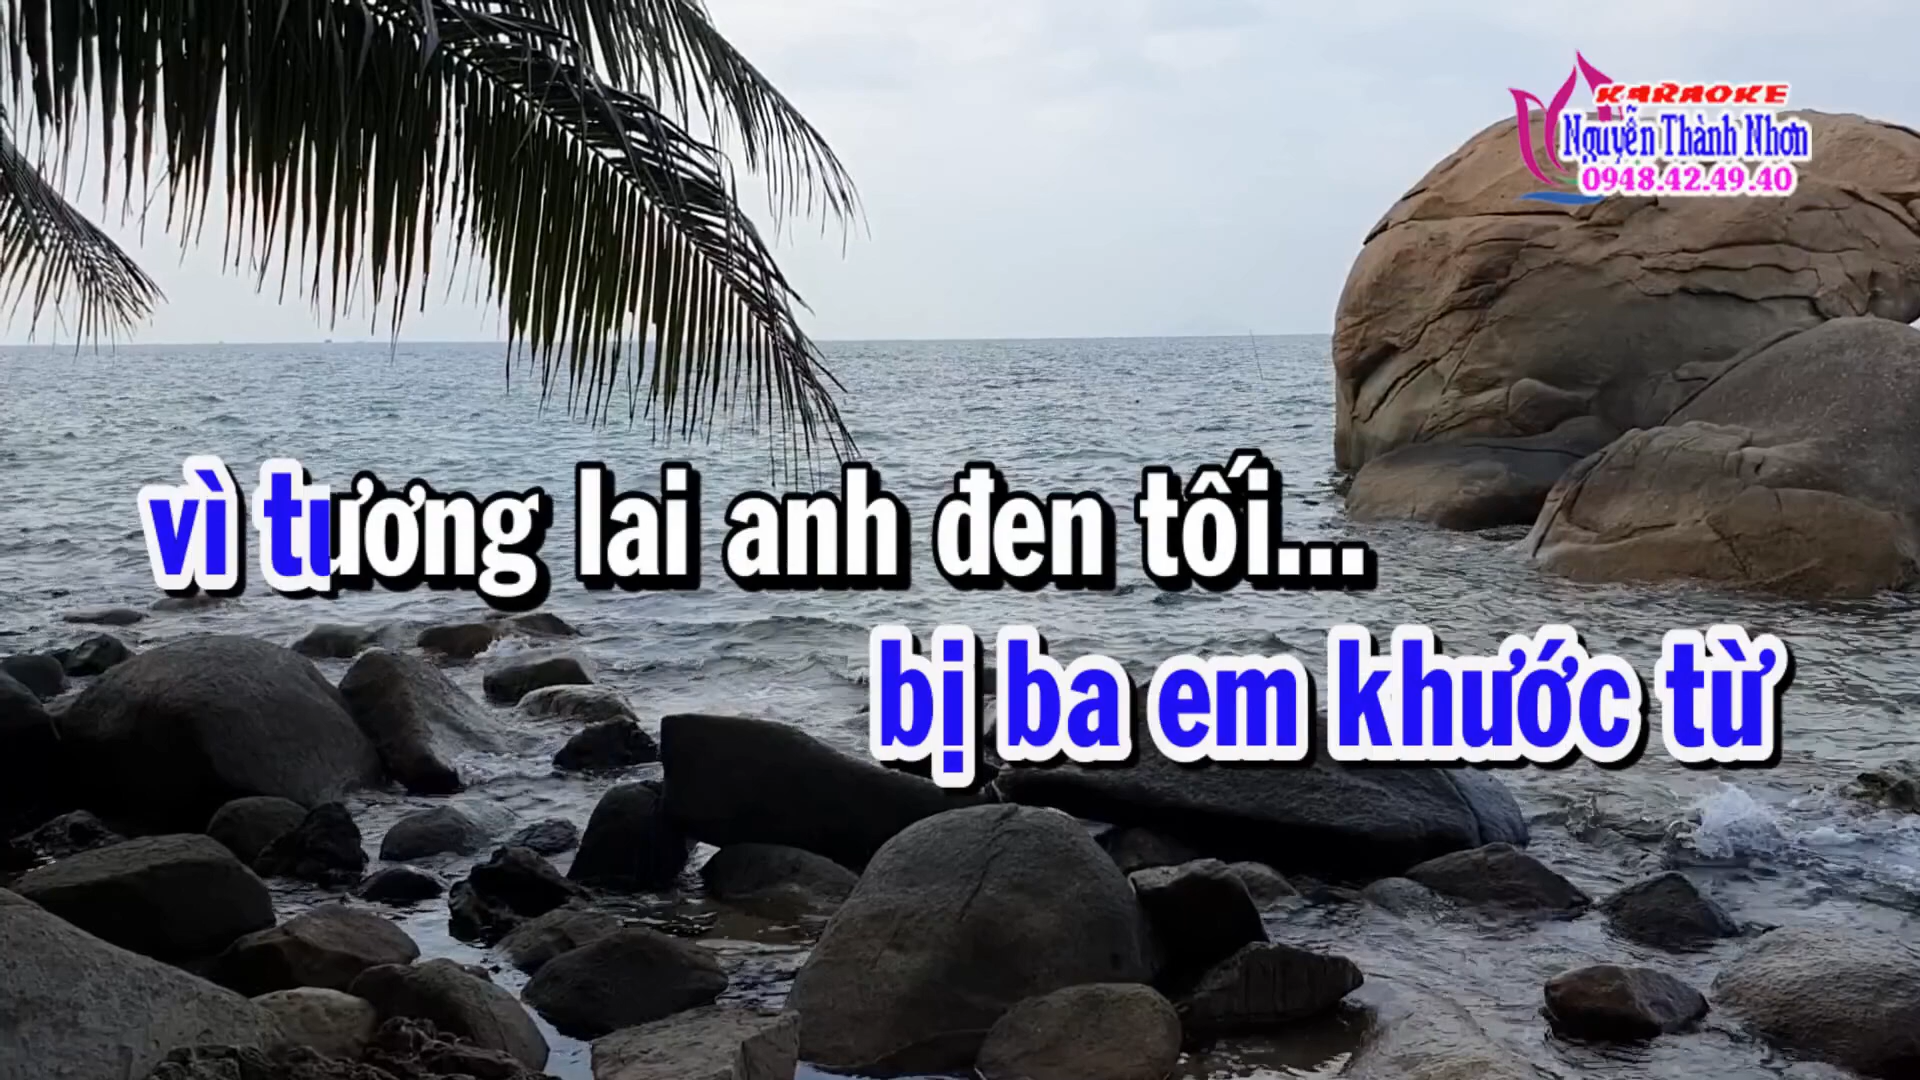 KARAOKE
Nguyễn Thành Nhơn
0948.42.49.40
vì tương lai anh đen tối...
bị ba em khước từ